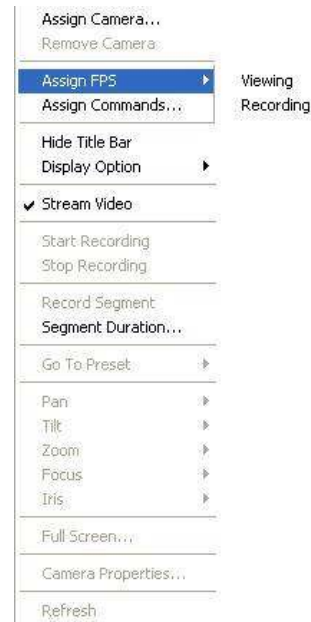 Assign Camera...
Remove Camera
Assign FPS
Viewing
Assign Commands...
Recording
Hide Title Bar
Display Option
Stream Video
Start Recording
Stop Recording
Record Segment
Segment Duration...
Go To Preset
Pan
Tilt
Zoom
Focus
Iris
Full Screen...
Camera Properties...
Refresh